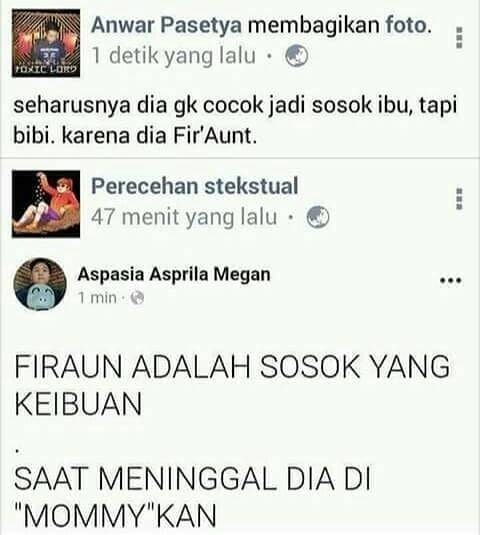 Anwar Pasetya membagikan foto.
1 detik yang lalu ·
TOXIC LORD
seharusnya dia gk cocok jadi sosok ibu, tapi
bibi. karena dia Fir'Aunt.
Perecehan stekstual
47 menit yang lalu ·
Aspasia Asprila Megan
1 min ·
FIRAUN ADALAH SOSOK YANG
KEIBUAN
.
SAAT MENINGGAL DIA DI
"MOMMY"KAN